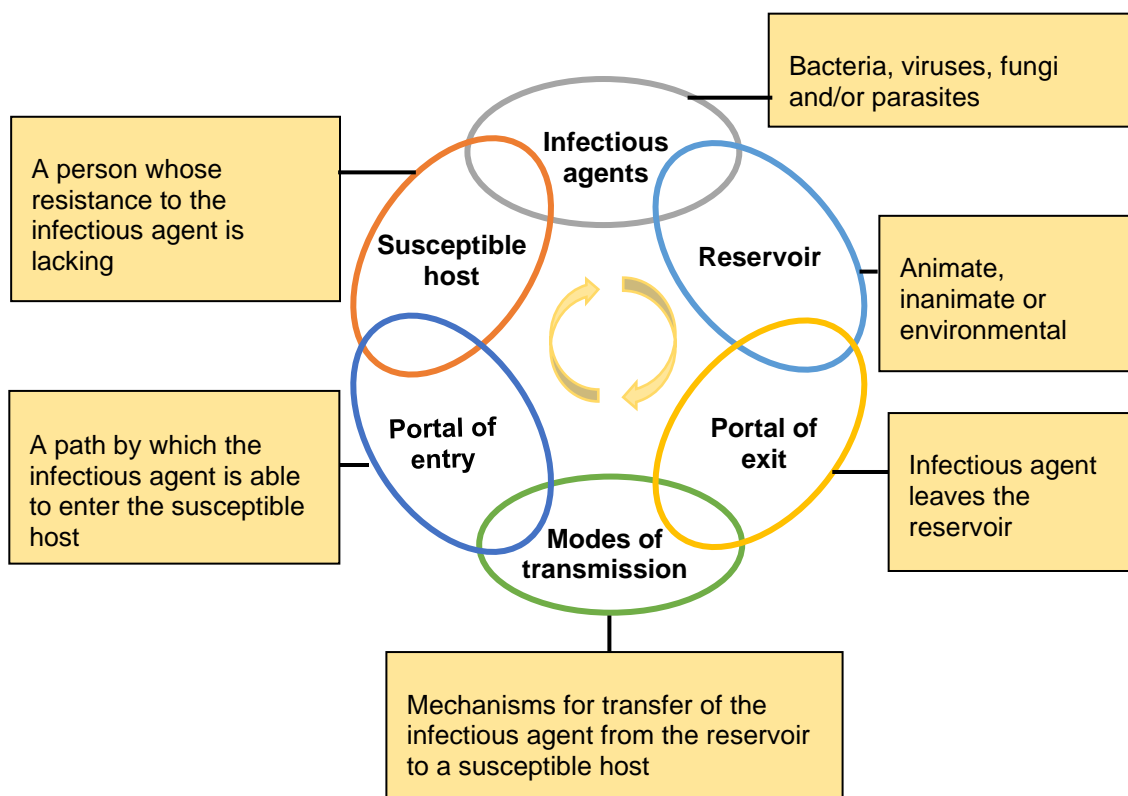 Bacteria, viruses, fungi
and/or parasites
Infectious
agents
A person whose
resistance to the
infectious agent is
lacking
Susceptible
host
Reservoir
Animate,
inanimate or
environmental
A path by which the
infectious agent is able
to enter the susceptible
host
Portal of
entry
Portal of
exit
Infectious agent
leaves the
reservoir
Modes of
transmission
Mechanisms for transfer of the
infectious agent from the reservoir
to a susceptible host